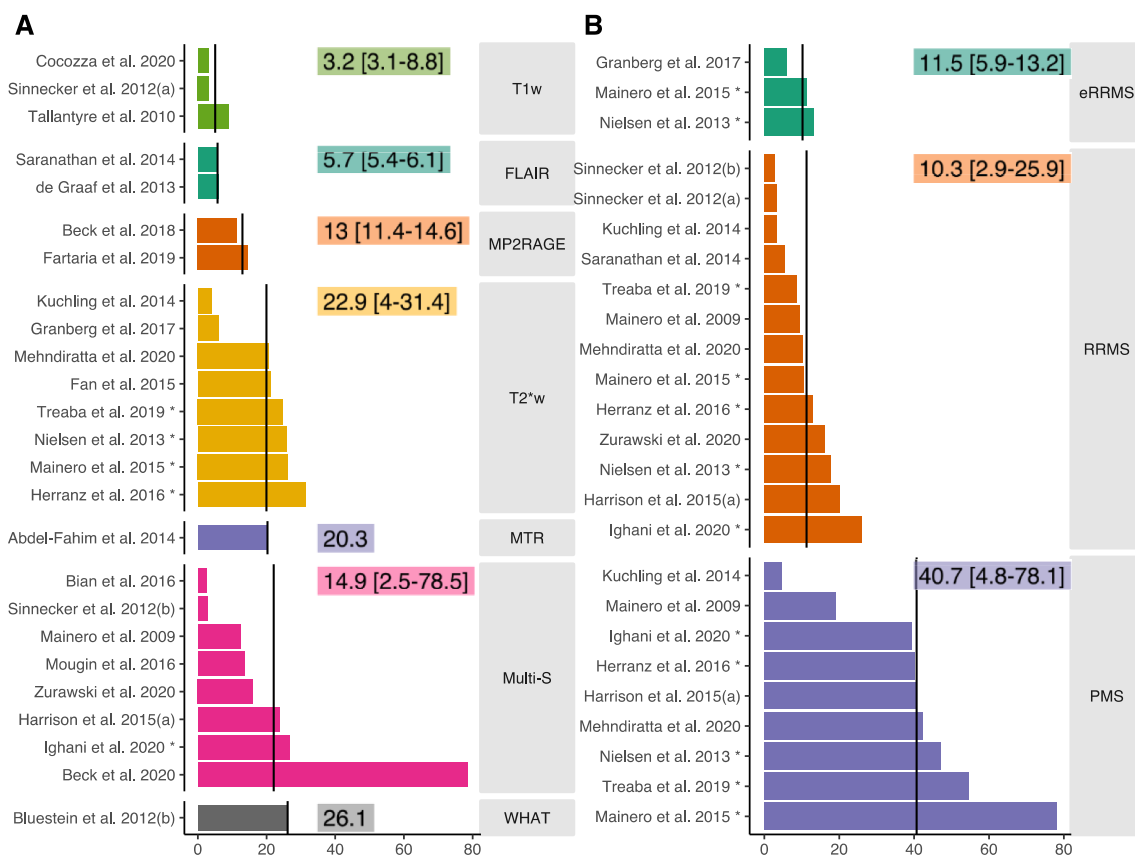 A
Cocozza et al. 2020
Sinnecker et al. 2012(a)
Tallantyre et al. 2010
3.2 [3.1-8.8]
T1w
Saranathan et al. 2014
de Graaf et al. 2013
5.7 [5.4-6.1]
FLAIR
Beck et al. 2018
Fartaria et al. 2019
13 [11.4-14.6]
MP2RAGE
Kuchling et al. 2014
Granberg et al. 2017
Mehndiratta et al. 2020
Fan et al. 2015
Treaba et al. 2019 *
Nielsen et al. 2013 *
Mainero et al. 2015 *
Herranz et al. 2016 *
22.9 [4-31.4]
T2*w
Abdel-Fahim et al. 2014
20.3
MTR
Bian et al. 2016
Sinnecker et al. 2012(b)
Mainero et al. 2009
Mougin et al. 2016
Zurawski et al. 2020
Harrison et al. 2015(a)
Ighani et al. 2020 *
Beck et al. 2020
14.9 [2.5-78.5]
Multi-S
Bluestein et al. 2012(b)
26.1
WHAT
0 20 40 60 80
B
Granberg et al. 2017
Mainero et al. 2015 *
Nielsen et al. 2013 *
11.5 [5.9-13.2]
eRRMS
Sinnecker et al. 2012(b)
Sinnecker et al. 2012(a)
Kuchling et al. 2014
Saranathan et al. 2014
Treaba et al. 2019 *
Mainero et al. 2009
Mehndiratta et al. 2020
Mainero et al. 2015 *
Herranz et al. 2016 *
Zurawski et al. 2020
Nielsen et al. 2013 *
Harrison et al. 2015(a)
Ighani et al. 2020 *
10.3 [2.9-25.9]
RRMS
Kuchling et al. 2014
Mainero et al. 2009
Ighani et al. 2020 *
Herranz et al. 2016 *
Harrison et al. 2015(a)
Mehndiratta et al. 2020
Nielsen et al. 2013 *
Treaba et al. 2019 *
Mainero et al. 2015 *
40.7 [4.8-78.1]
PMS
0 20 40 60 80